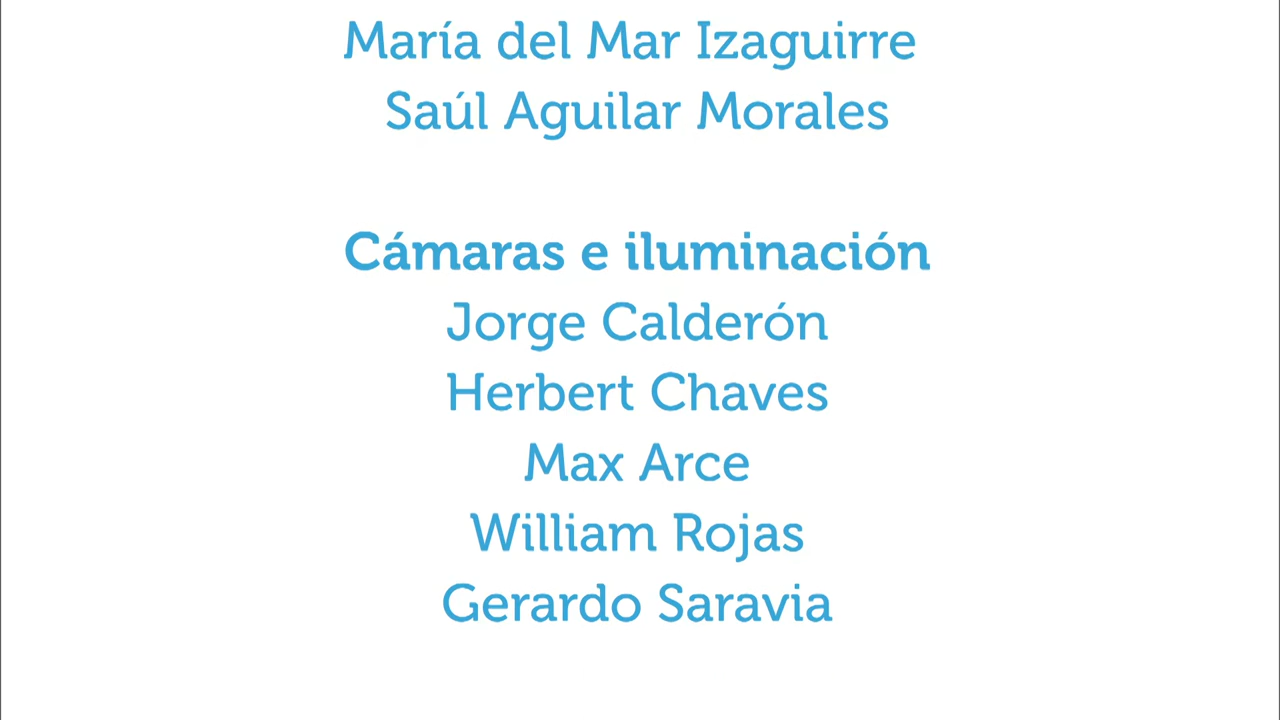 María del Mar Izaguirre
Saúl Aguilar Morales
Cámaras e iluminación
Jorge Calderón
Herbert Chaves
Max Arce
William Rojas
Gerardo Saravia